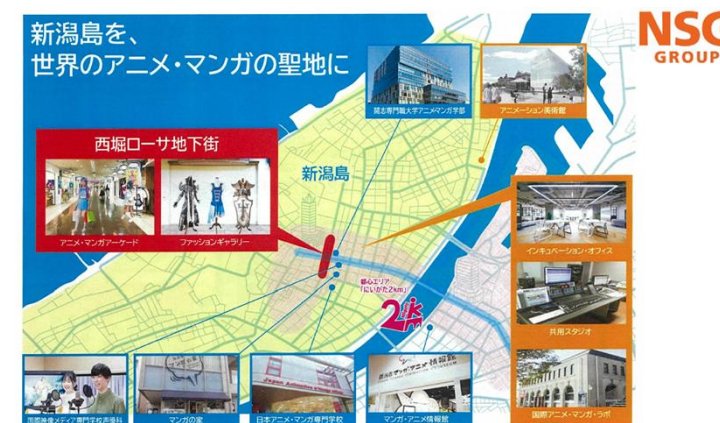 新潟島を、
世界のアニメ・マンガの聖地に
NSG
GROUP
開志専門職大学アニメマンガ学部
アニメーション美術館
西堀ローサ地下街
アニメ・マンガアーケード
ファッションギャラリー
新潟島
都心エリア
「にいがた2km」
2km
インキュベーション・オフィス
共用スタジオ
国際アニメ・マンガ・ラボ
国際映像メディア専門学校声優科
マンガの家
日本アニメ・マンガ専門学校
マンガ・アニメ情報館